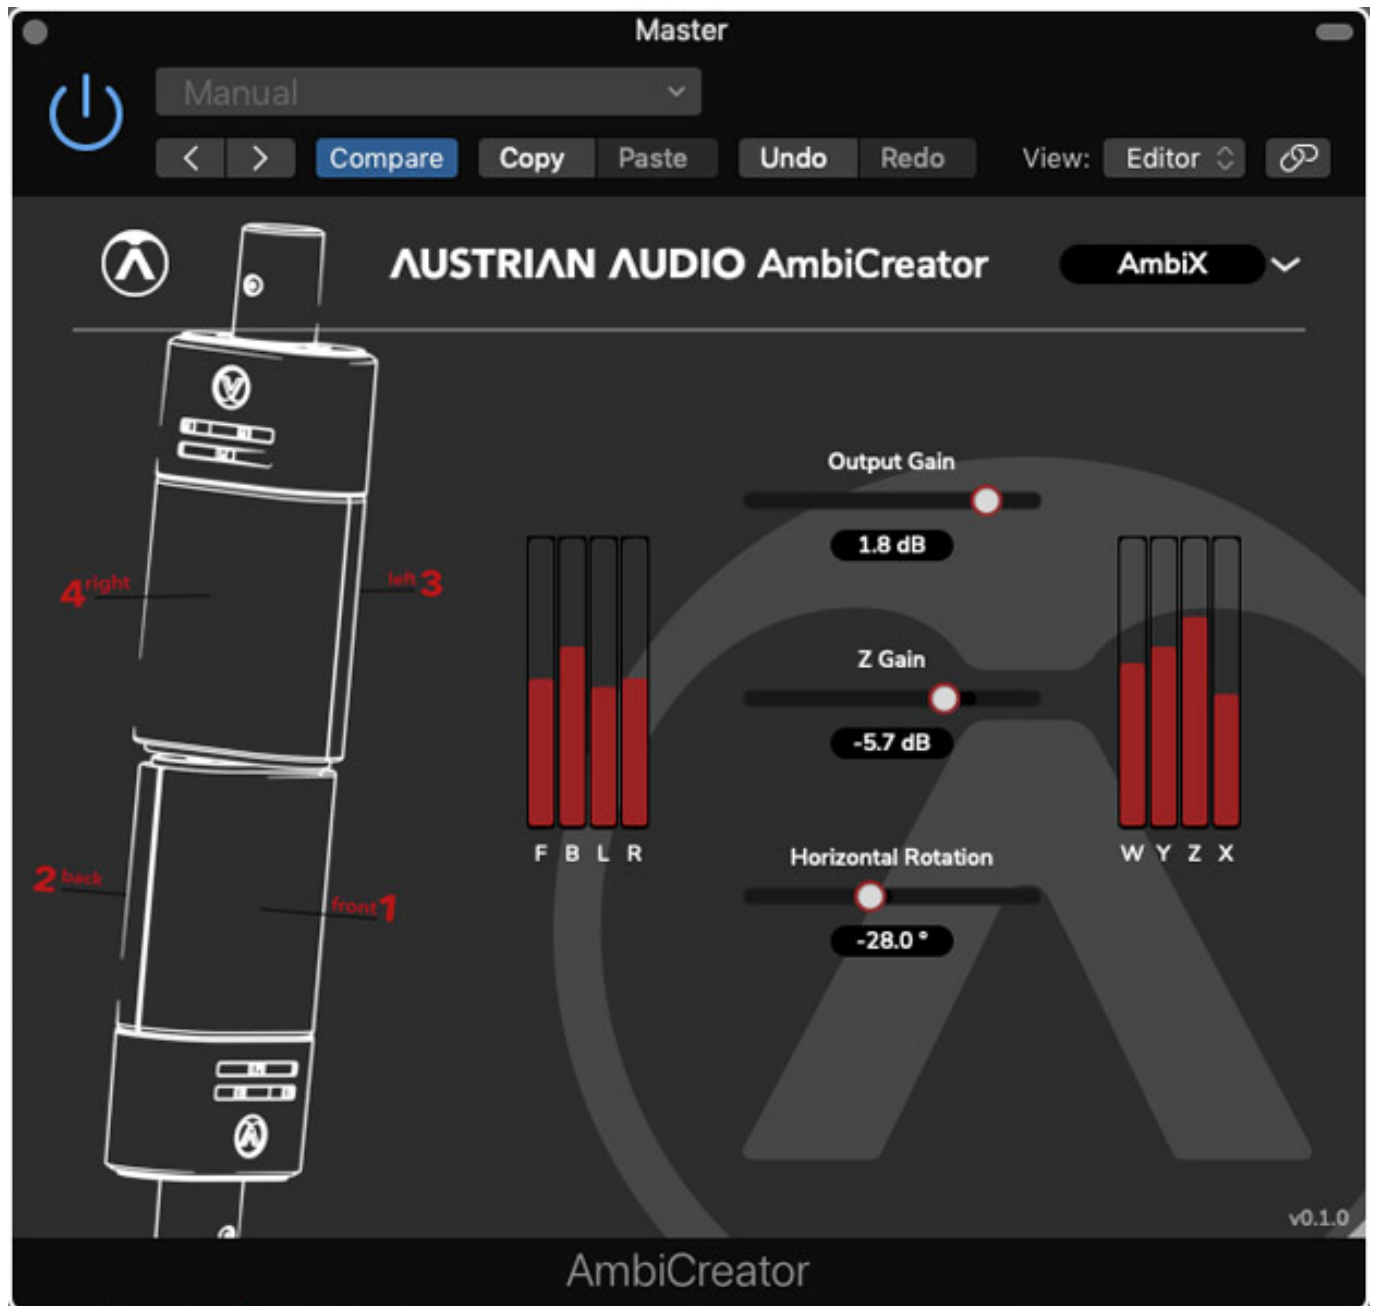 Master
Manual
Compare Copy Paste Undo Redo View: Editor
AUSTRIAN AUDIO AmbiCreator AmbiX
Output Gain
1.8 dB
4 right left 3
Z Gain
-5.7 dB
F B L R Horizontal Rotation W Y Z X
2 back front 1
-28.0 °
v0.1.0
AmbiCreator